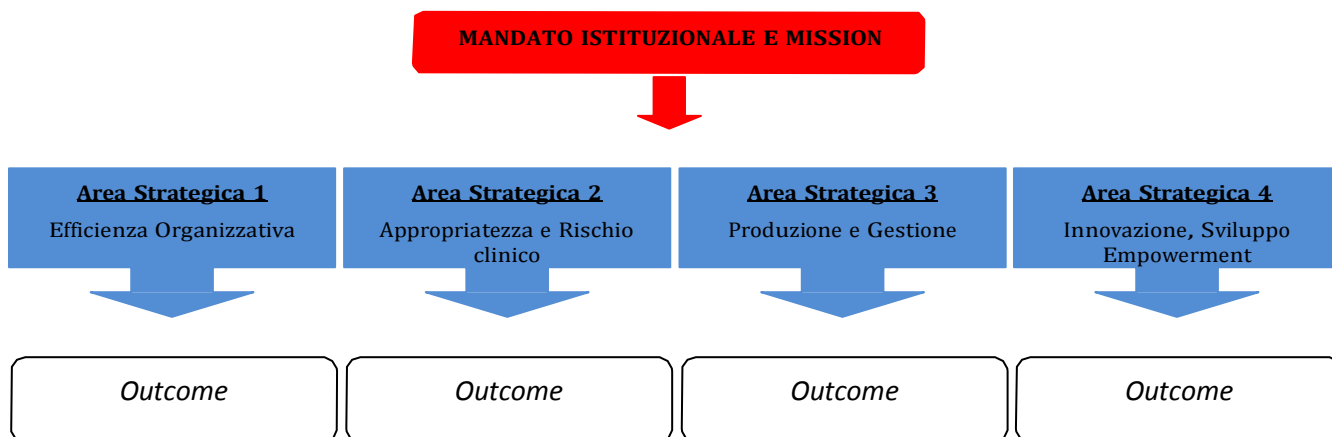 MANDATO ISTITUZIONALE E MISSION
Area Strategica 1
Efficienza Organizzativa
Area Strategica 2
Appropriatezza e Rischio
clinico
Area Strategica 3
Produzione e Gestione
Area Strategica 4
Innovazione, Sviluppo
Empowerment
Outcome
Outcome
Outcome
Outcome